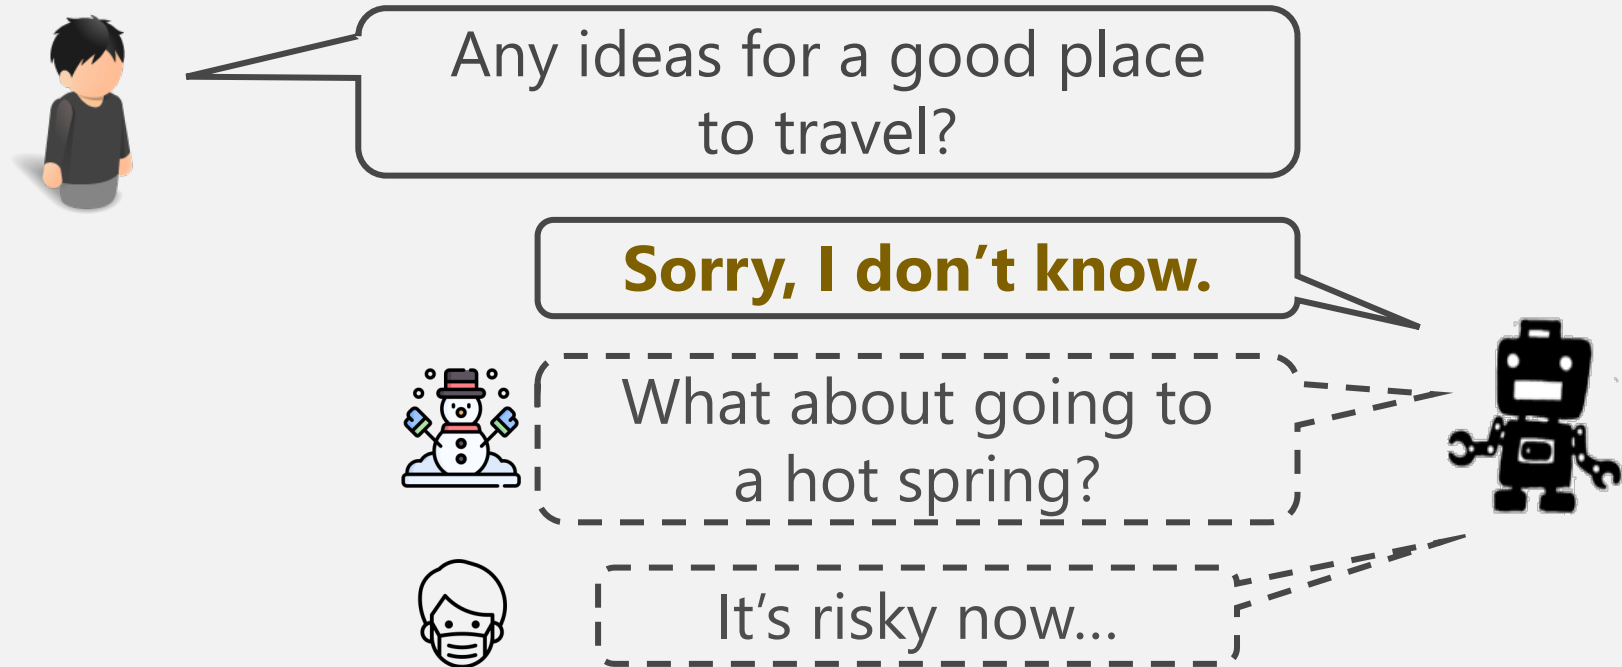 Any ideas for a good place
to travel?
Sorry, I don’t know.
What about going to
a hot spring?
It’s risky now…